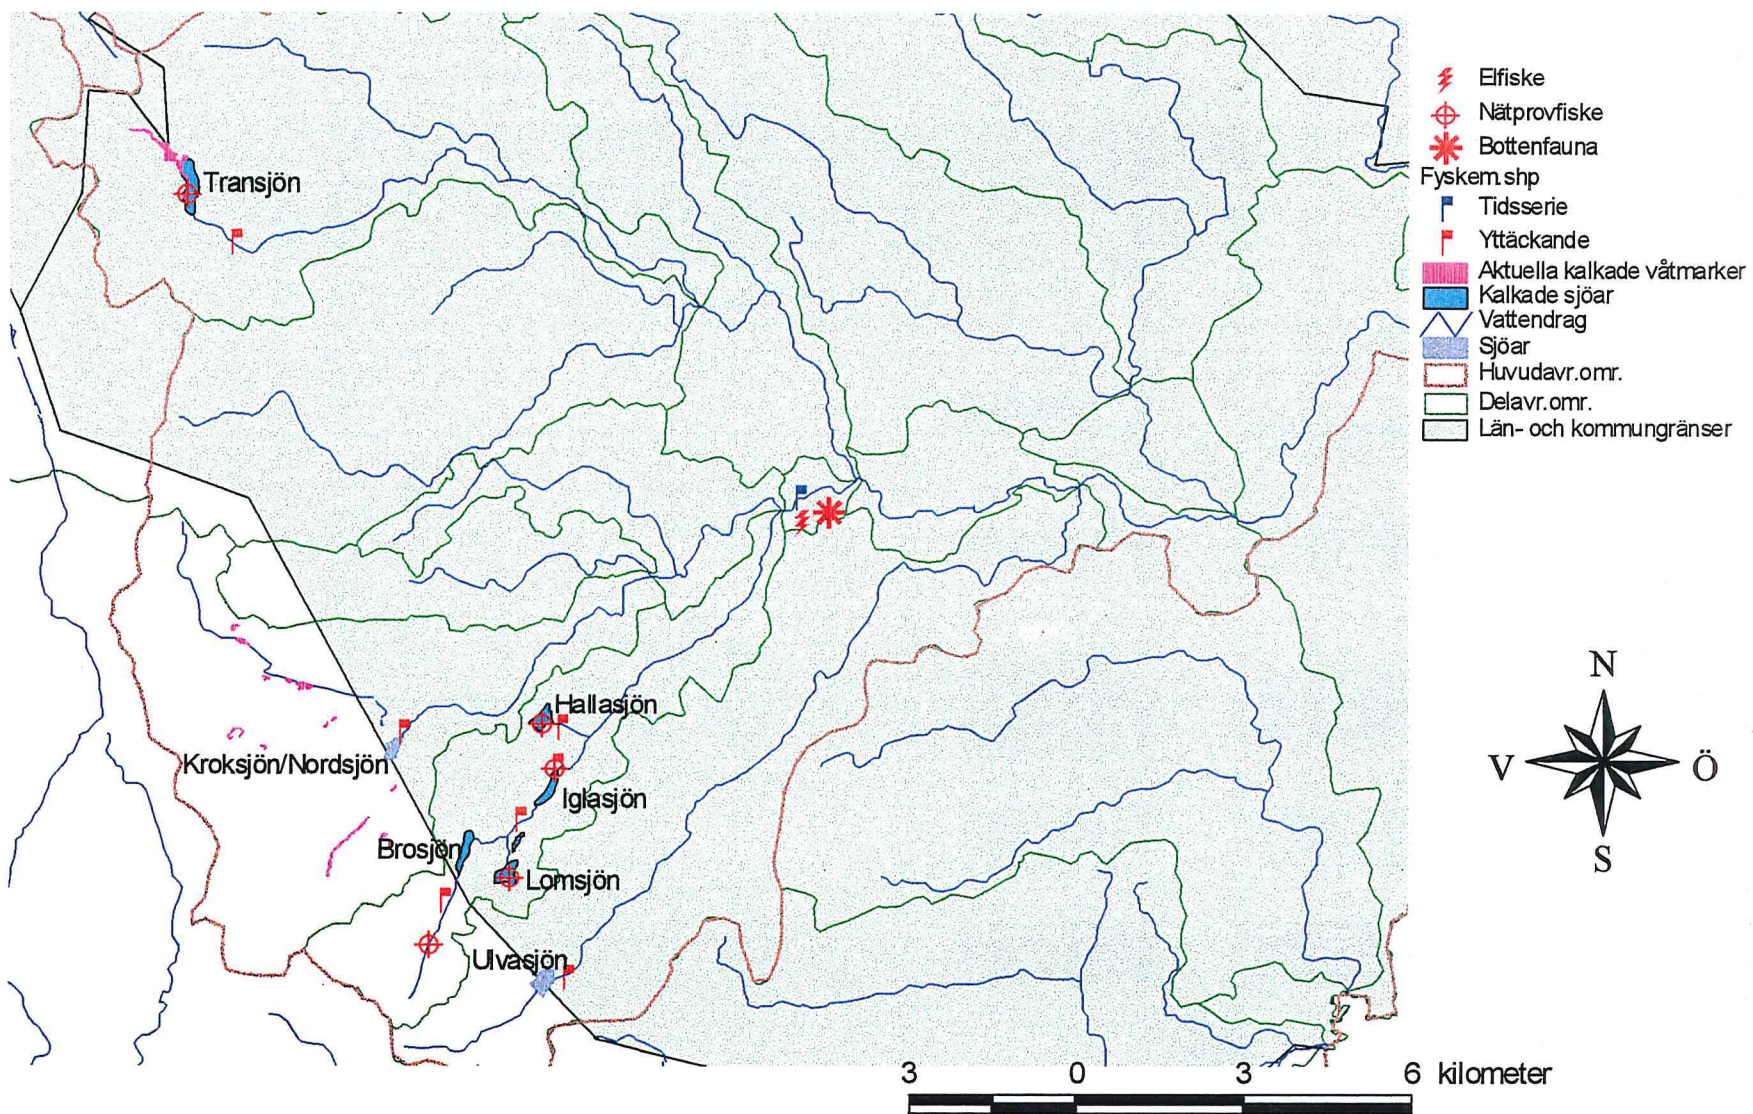 Elfiske
Nätprovfiske
Bottenfauna
Fyskem.shp
Tidsserie
Yttäckande
Aktuella kalkade våtmarker
Kalkade sjöar
Vattendrag
Sjöar
Huvudavr.omr.
Delavr.omr.
Län- och kommungränser
Transjön
Hallasjön
Kroksjön/Nordsjön
Iglasjön
Brosjön
Lomsjön
Ulvasjön
N
V
Ö
S
3 0 3 6 kilometer